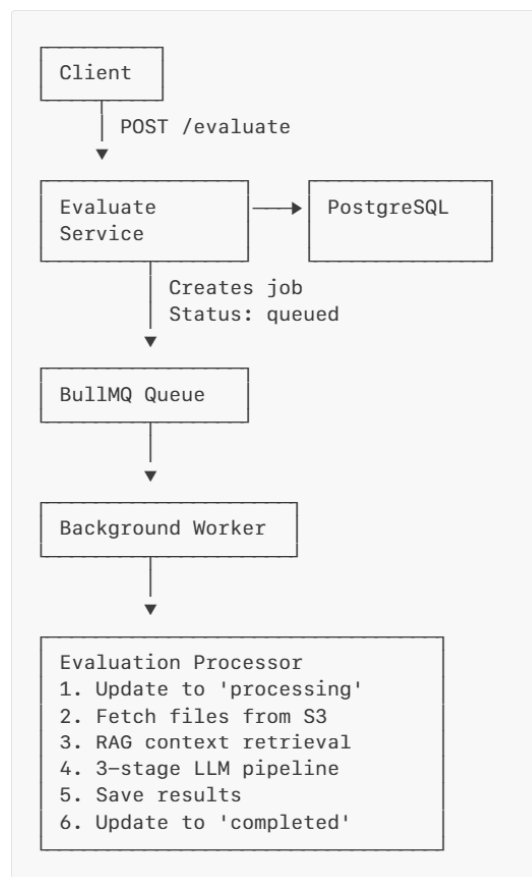 Client
POST /evaluate
Evaluate PostgreSQL
Service
Creates job
Status: queued
BullMQ Queue
Background Worker
Evaluation Processor
1. Update to 'processing'
2. Fetch files from S3
3. RAG context retrieval
4. 3—stage LLM pipeline
5. Save results
6. Update to 'completed'